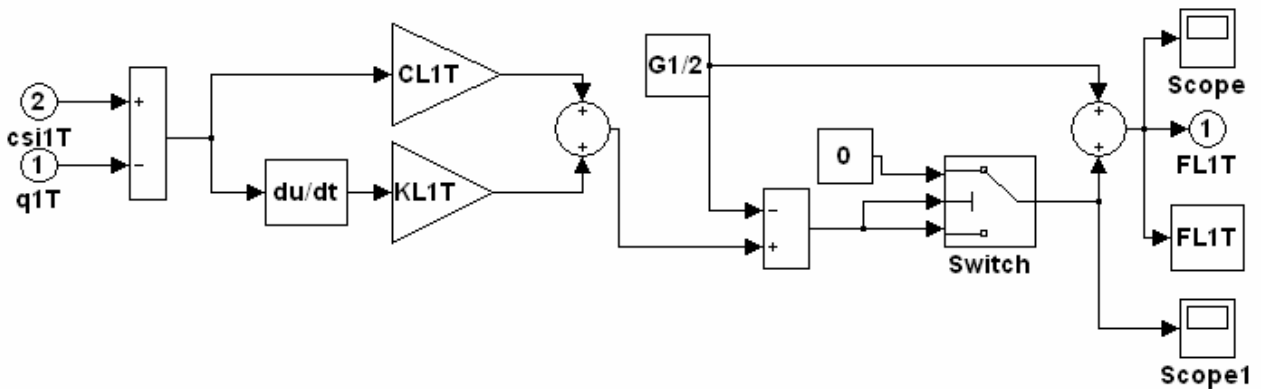 2
csi1T
1
q1T
+
−
du/dt
CL1T
KL1T
+
+
G1/2
−
+
0
Switch
+
+
Scope
1
FL1T
FL1T
Scope1